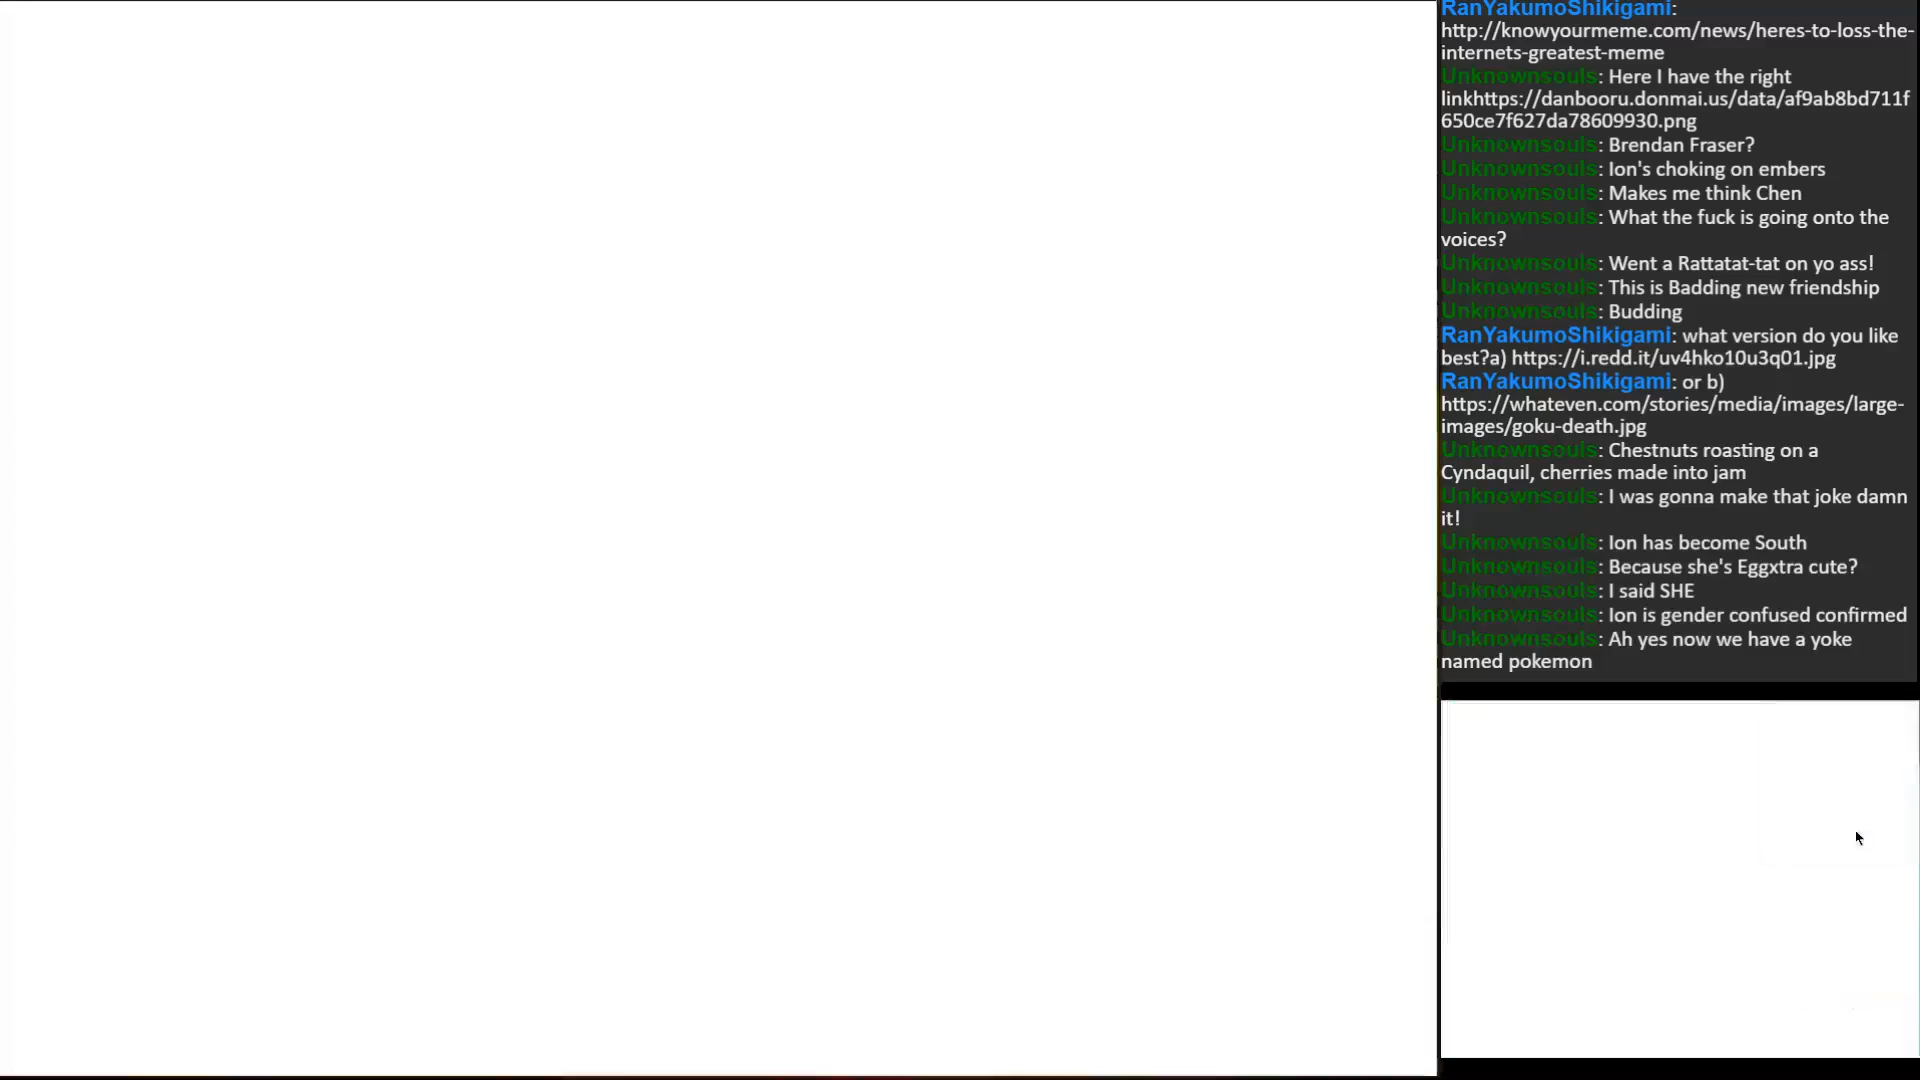 RanYakumoShikigami:
http://knowyourmeme.com/news/heres-to-loss-the-
internets-greatest-meme
Unknownsouls: Here I have the right
linkhttps://danbooru.donmai.us/data/af9ab8bd711f
650ce7f627da78609930.png
Unknownsouls: Brendan Fraser?
Unknownsouls: Ion's choking on embers
Unknownsouls: Makes me think Chen
Unknownsouls: What the fuck is going onto the
voices?
Unknownsouls: Went a Rattatat-tat on yo ass!
Unknownsouls: This is Badding new friendship
Unknownsouls: Budding
RanYakumoShikigami: what version do you like
best?a) https://i.redd.it/uv4hko10u3q01.jpg
RanYakumoShikigami: or b)
https://whateven.com/stories/media/images/large-
images/goku-death.jpg
Unknownsouls: Chestnuts roasting on a
Cyndaquil, cherries made into jam
Unknownsouls: I was gonna make that joke damn
it!
Unknownsouls: Ion has become South
Unknownsouls: Because she's Eggxtra cute?
Unknownsouls: I said SHE
Unknownsouls: Ion is gender confused confirmed
Unknownsouls: Ah yes now we have a yoke
named pokemon